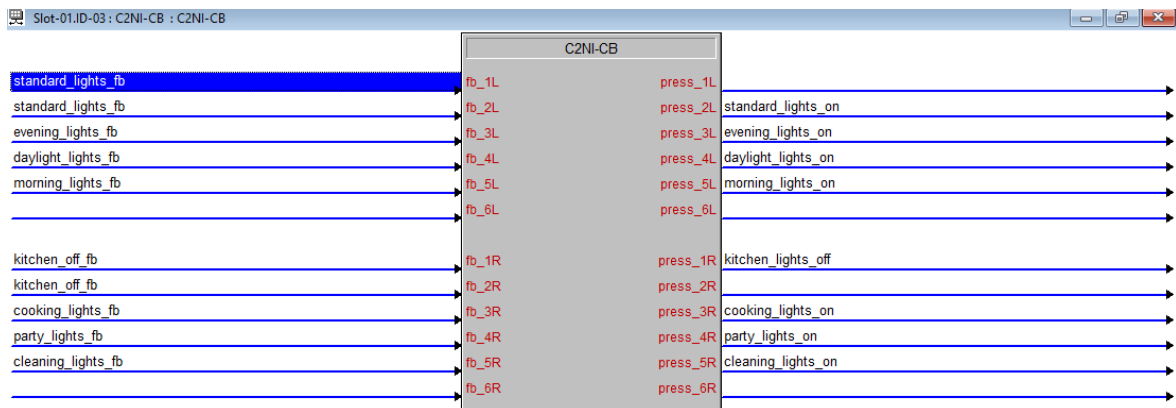 Slot-01.ID-03 : C2NI-CB : C2NI-CB
C2NI-CB
standard_lights_fb fb_1L press_1L
standard_lights_fb fb_2L press_2L standard_lights_on
evening_lights_fb fb_3L press_3L evening_lights_on
daylight_lights_fb fb_4L press_4L daylight_lights_on
morning_lights_fb fb_5L press_5L morning_lights_on
fb_6L press_6L
kitchen_off_fb fb_1R press_1R kitchen_lights_off
kitchen_off_fb fb_2R press_2R
cooking_lights_fb fb_3R press_3R cooking_lights_on
party_lights_fb fb_4R press_4R party_lights_on
cleaning_lights_fb fb_5R press_5R cleaning_lights_on
fb_6R press_6R